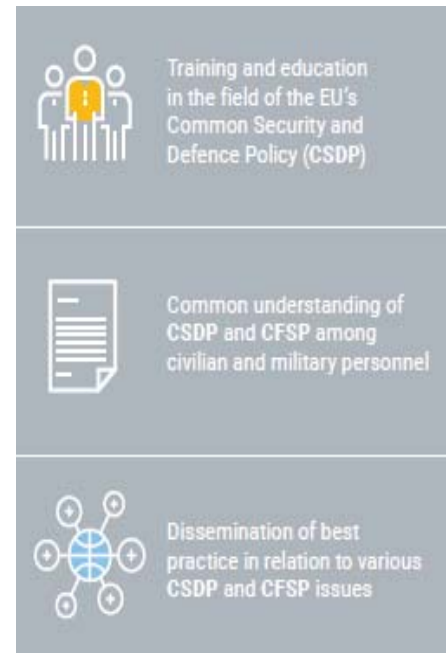 Training and education
in the field of the EU's
Common Security and
Defence Policy (CSDP)
Common understanding of
CSDP and CFSP among
civilian and military personnel
Dissemination of best
practice in relation to various
CSDP and CFSP issues